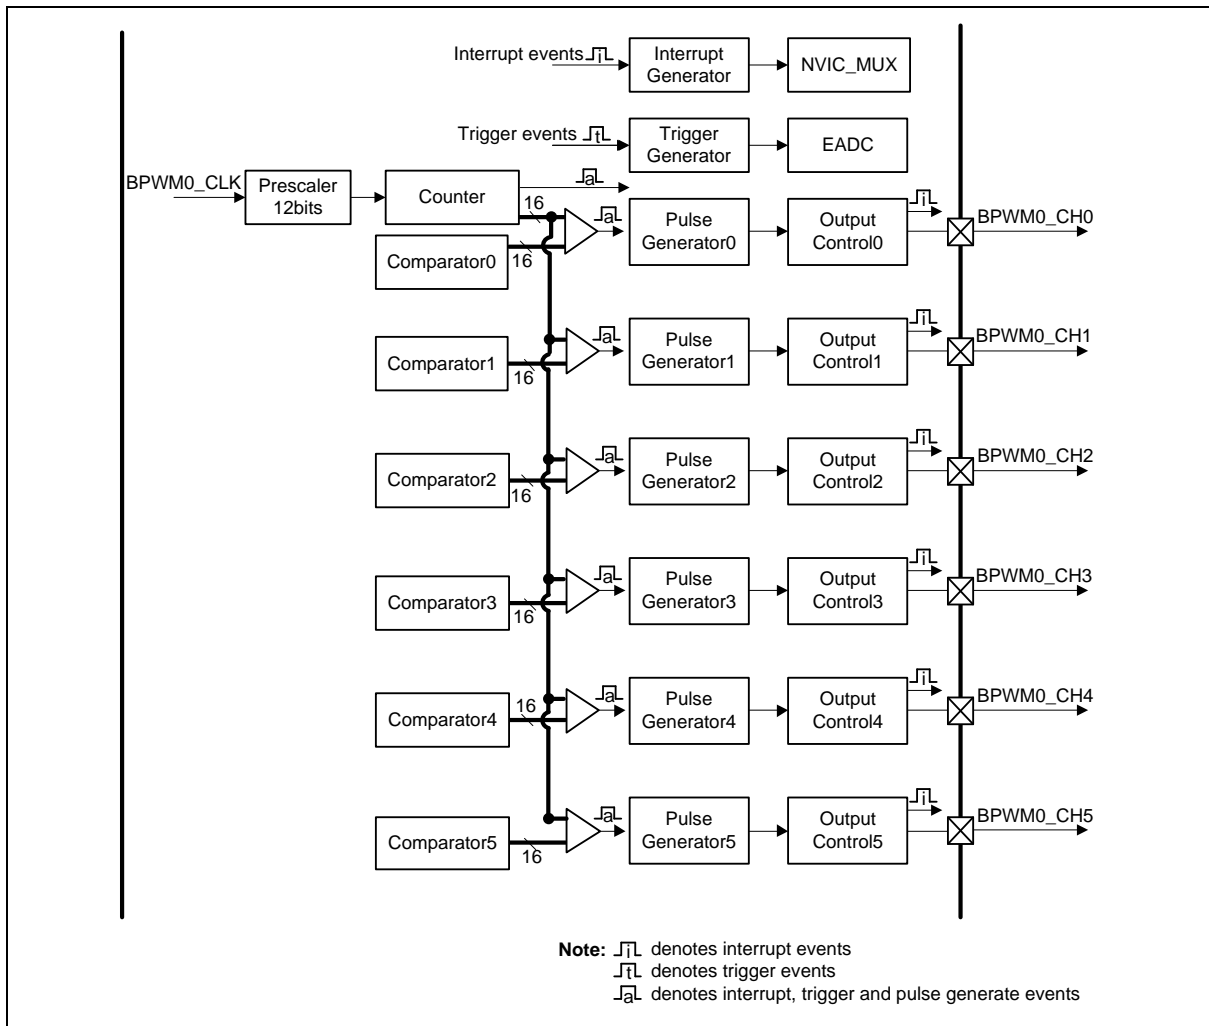 Interrupt events i
Interrupt
Generator
NVIC_MUX
Trigger events t
Trigger
Generator
EADC
BPWM0_CLK
Prescaler
12bits
Counter
a
16
a
Pulse
Generator0
Output
Control0
i
BPWM0_CH0
Comparator0
16
Comparator1
16
a
Pulse
Generator1
Output
Control1
i
BPWM0_CH1
Comparator2
16
a
Pulse
Generator2
Output
Control2
i
BPWM0_CH2
Comparator3
16
a
Pulse
Generator3
Output
Control3
i
BPWM0_CH3
Comparator4
16
a
Pulse
Generator4
Output
Control4
i
BPWM0_CH4
Comparator5
16
a
Pulse
Generator5
Output
Control5
i
BPWM0_CH5
Note: i denotes interrupt events
t denotes trigger events
a denotes interrupt, trigger and pulse generate events